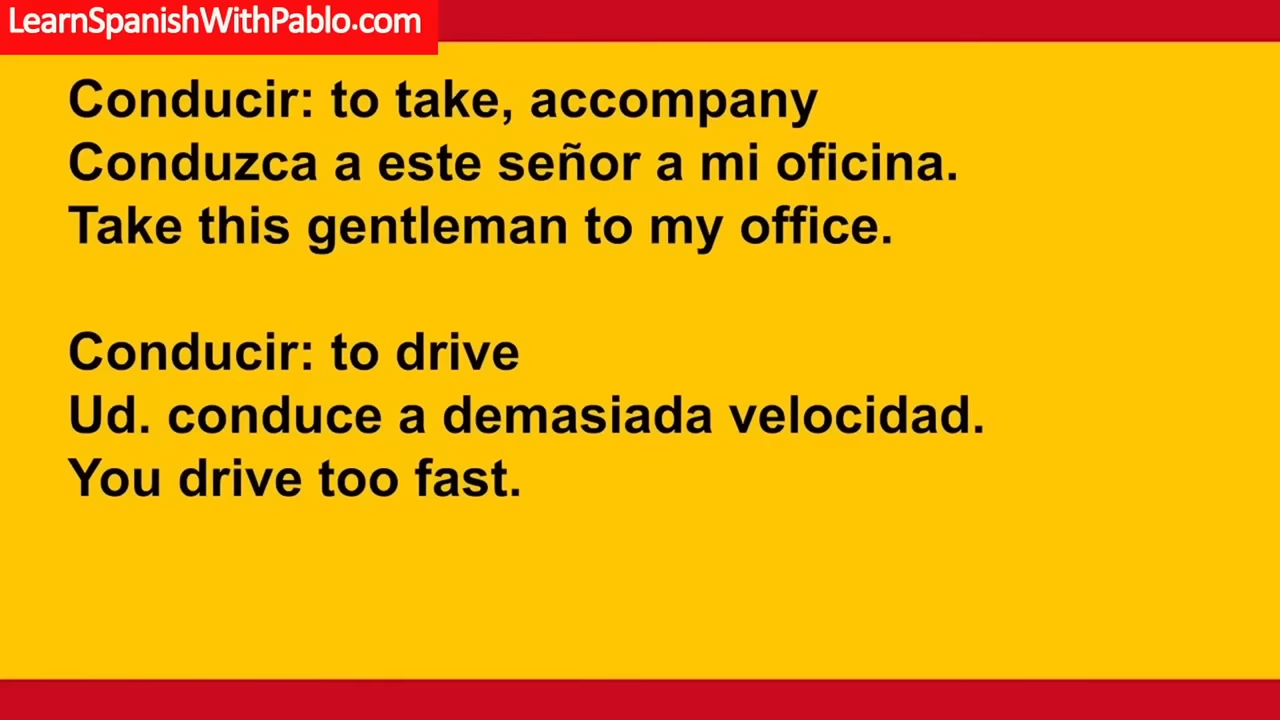 LearnSpanishWithPablo.com
Conducir: to take, accompany
Conduzca a este señor a mi oficina.
Take this gentleman to my office.
Conducir: to drive
Ud. conduce a demasiada velocidad.
You drive too fast.